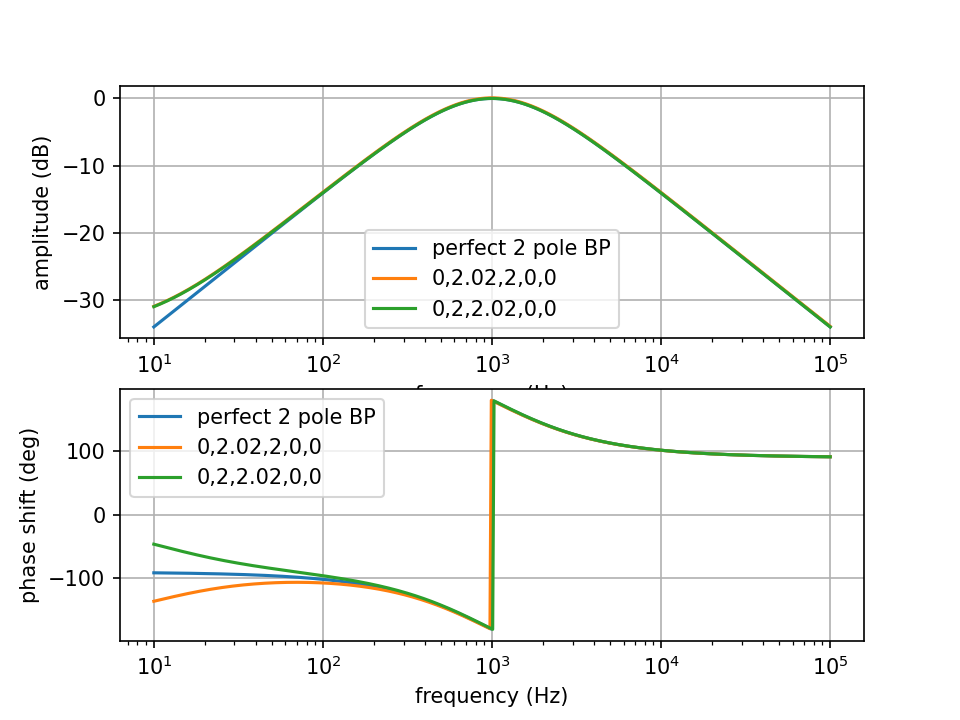 0
−10
−20
−30
amplitude (dB)
perfect 2 pole BP
0,2.02,2,0,0
0,2,2.02,0,0
10¹ 10² 10³ 10⁴ 10⁵
100
0
−100
phase shift (deg)
perfect 2 pole BP
0,2.02,2,0,0
0,2,2.02,0,0
10¹ 10² 10³ 10⁴ 10⁵
frequency (Hz)